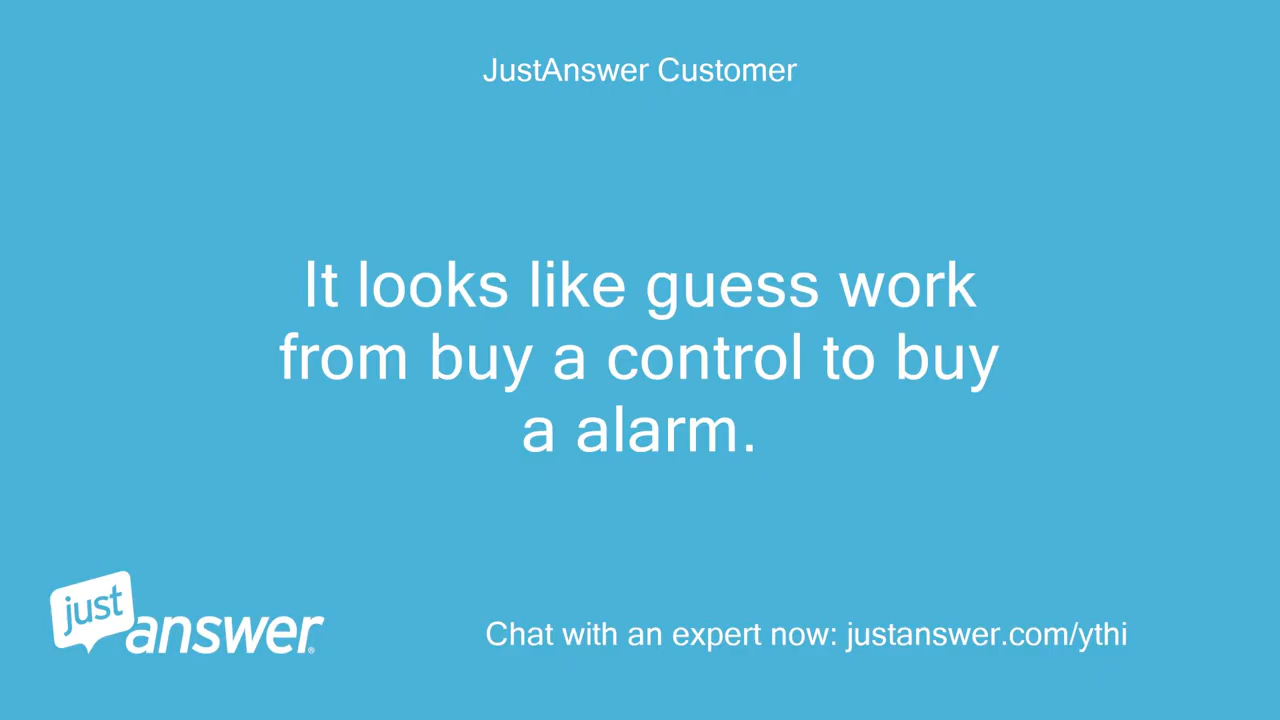 JustAnswer Customer
It looks like guess work
from buy a control to buy
a alarm.
just
answer®
Chat with an expert now: justanswer.com/ythi